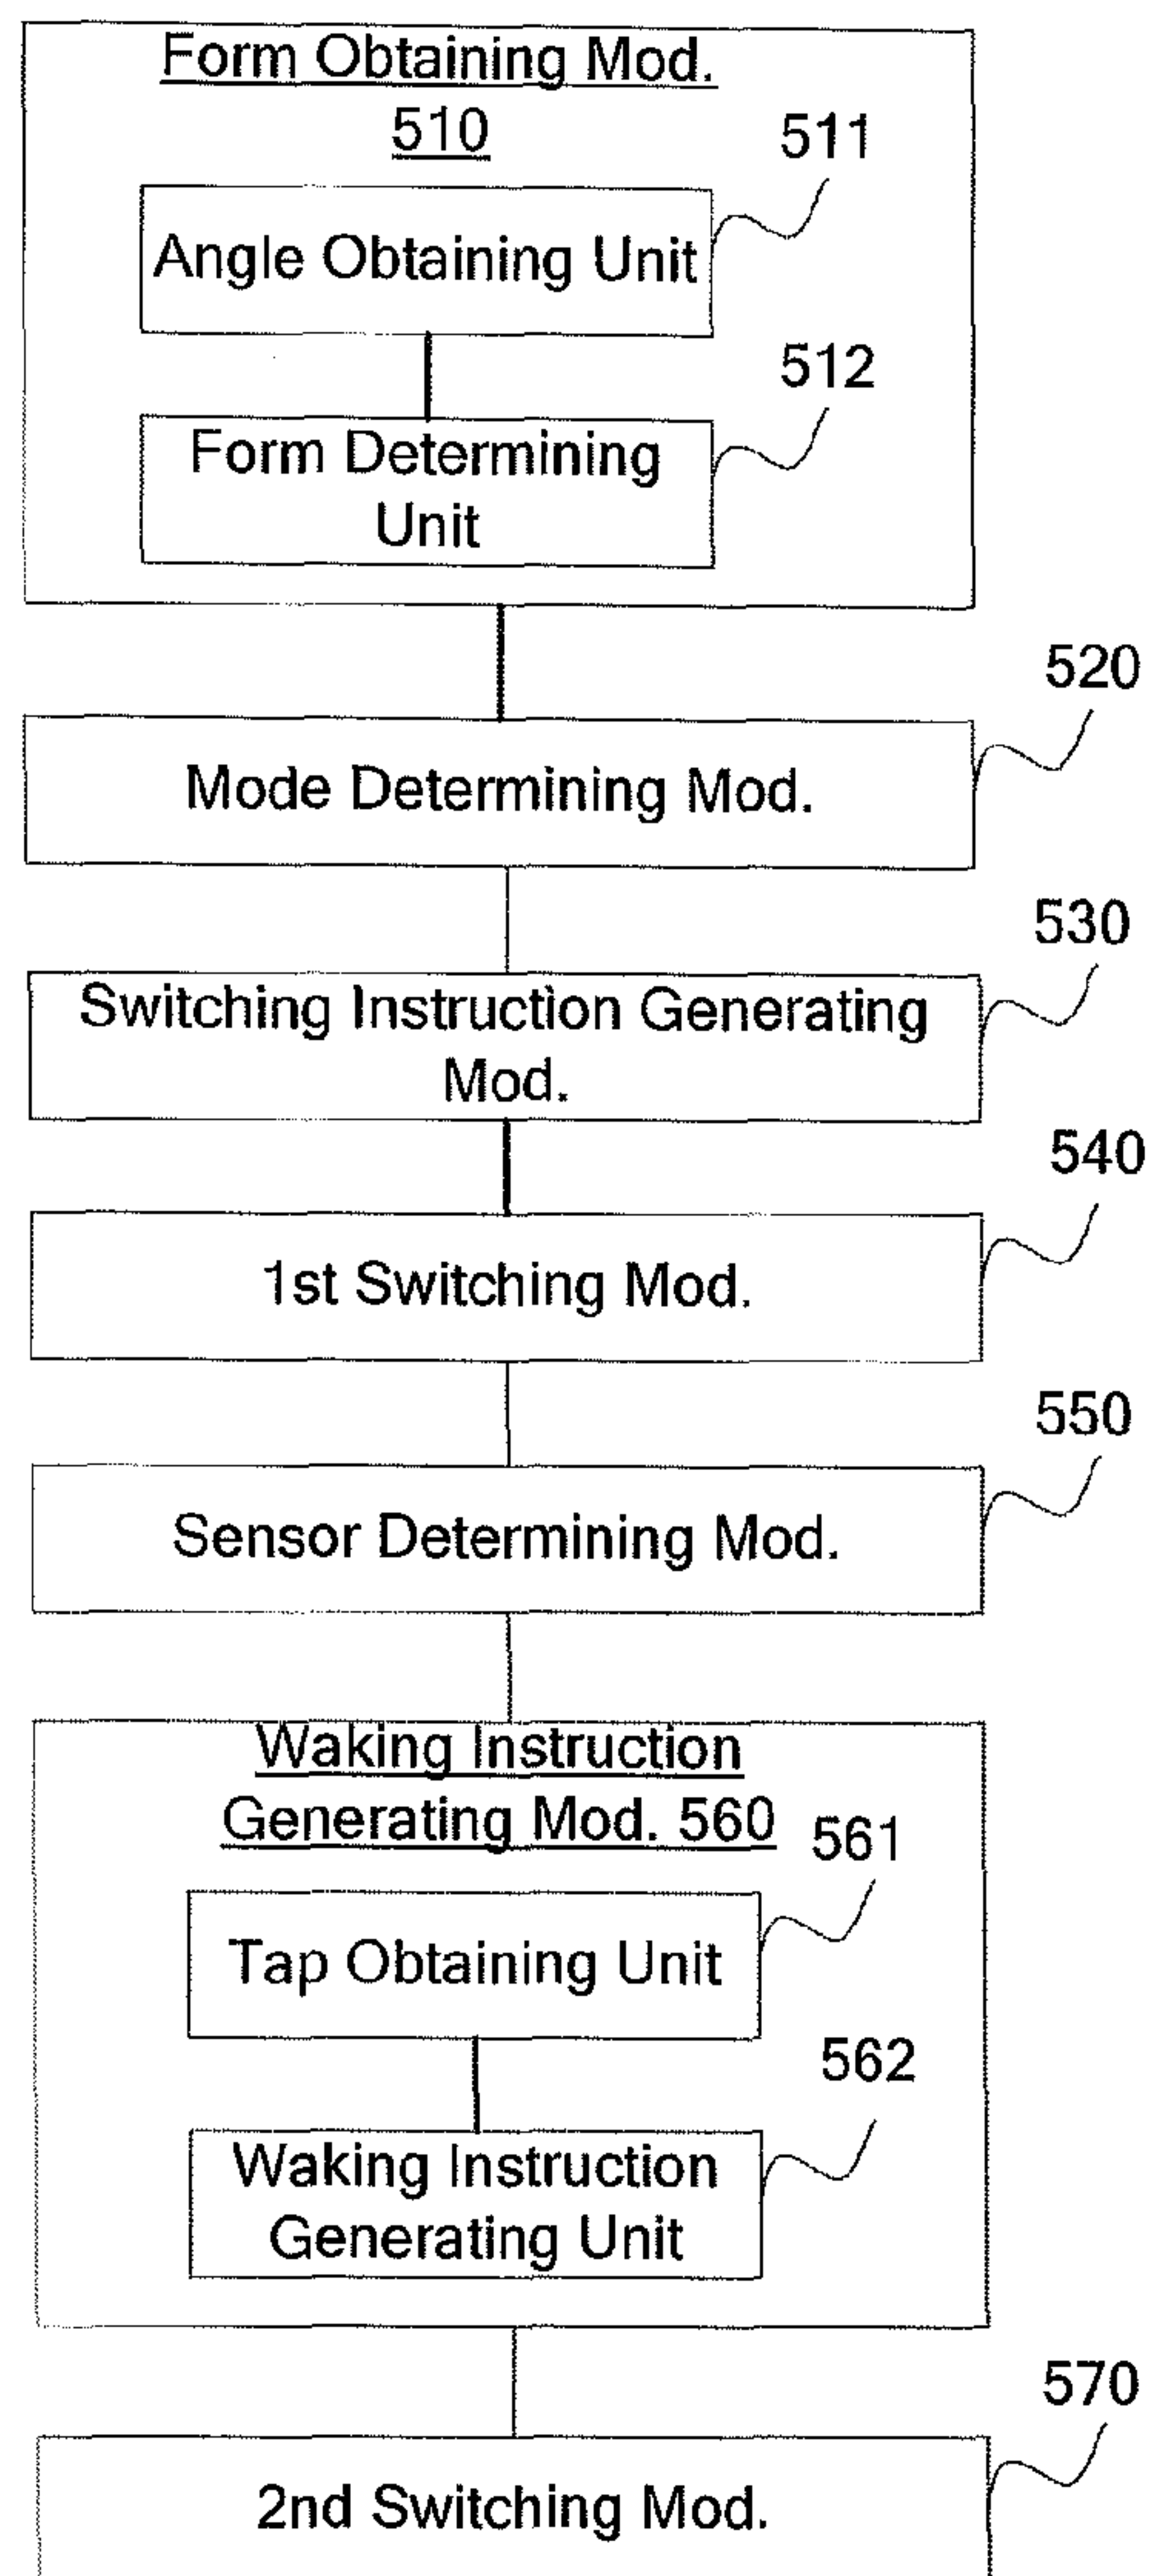 Form Obtaining Mod.
510
511
Angle Obtaining Unit
512
Form Determining
Unit
520
Mode Determining Mod.
530
Switching Instruction Generating
Mod.
540
1st Switching Mod.
550
Sensor Determining Mod.
Waking Instruction
Generating Mod. 560
561
Tap Obtaining Unit
562
Waking Instruction
Generating Unit
570
2nd Switching Mod.